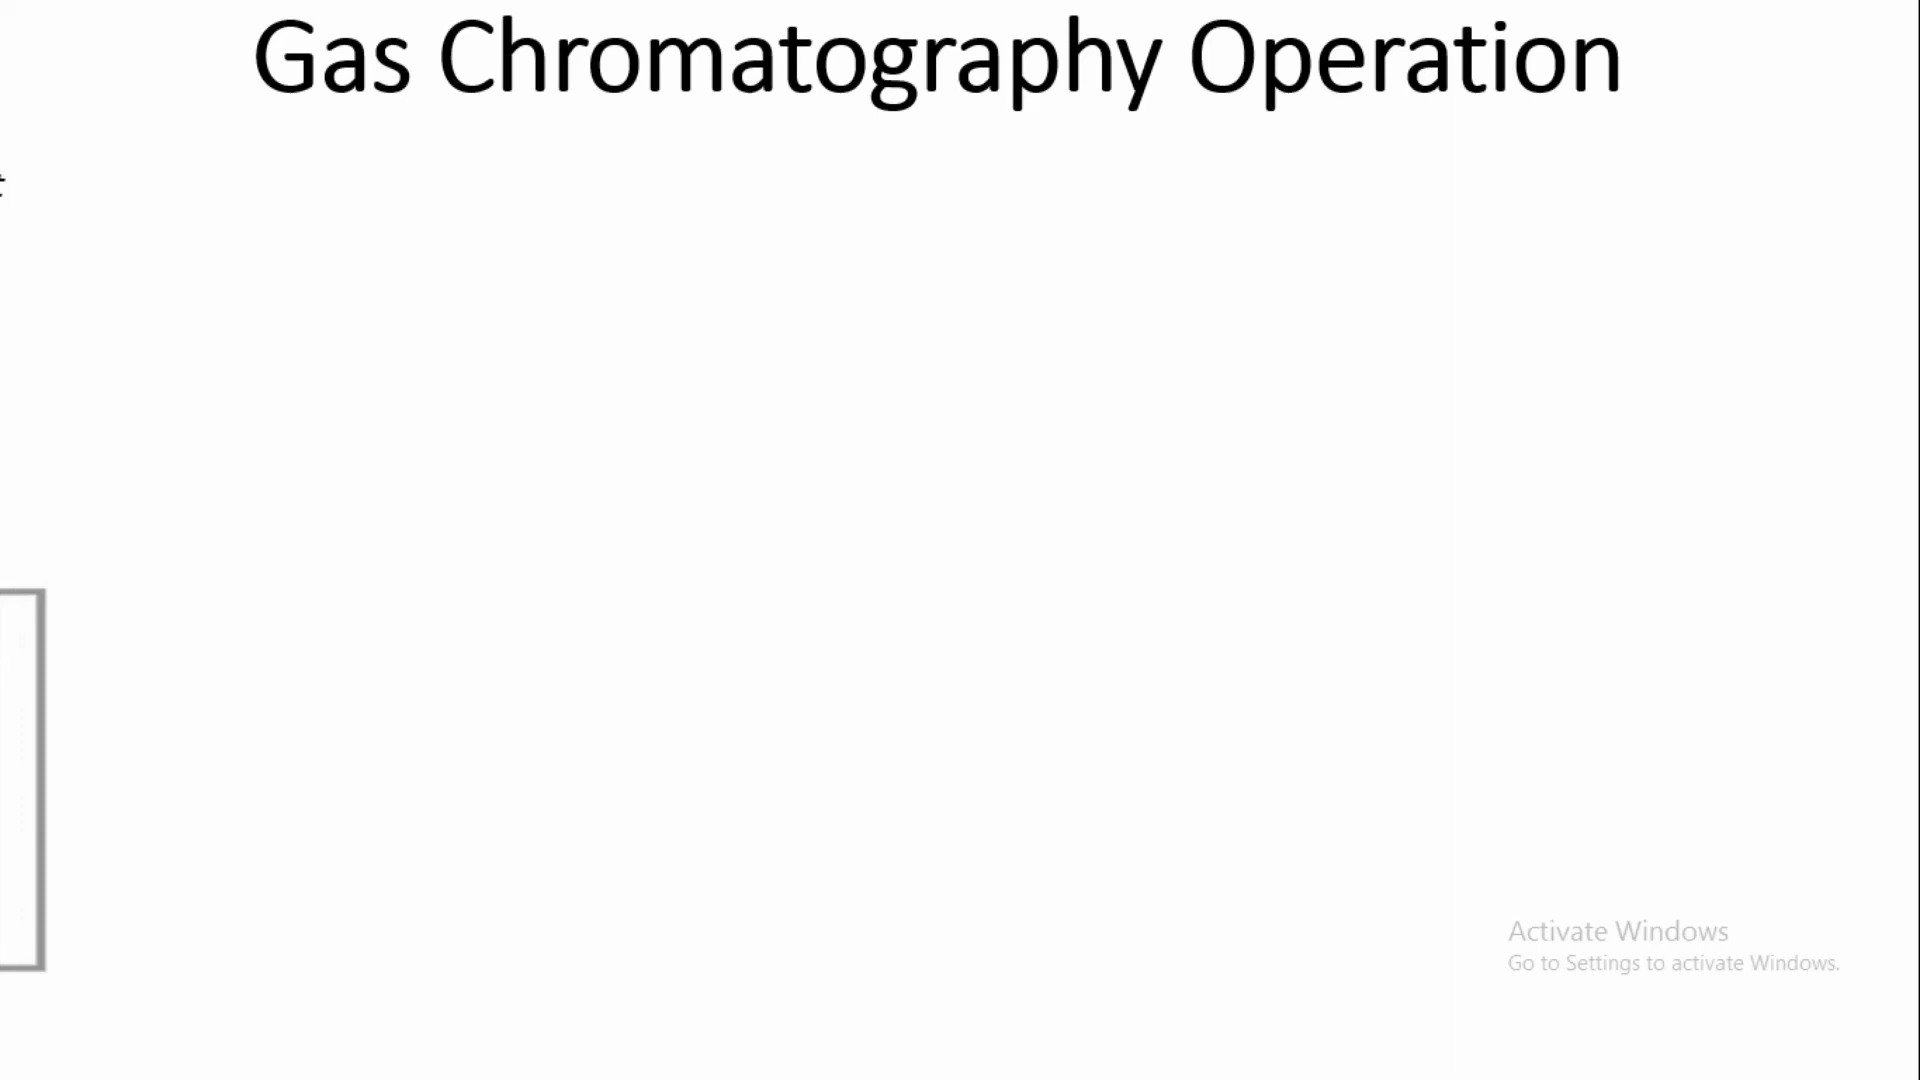 Gas Chromatography Operation
Activate Windows
Go to Settings to activate Windows.